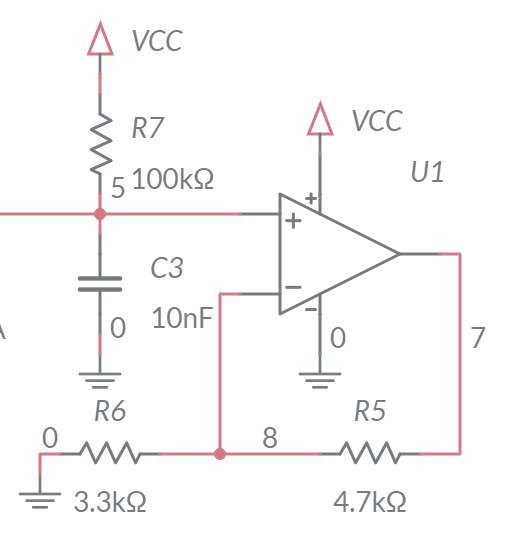 VCC
R7
VCC
U1
5 100kΩ
+
+
C3
−
−
0 10nF
0
7
R6
R5
0
8
3.3kΩ
4.7kΩ